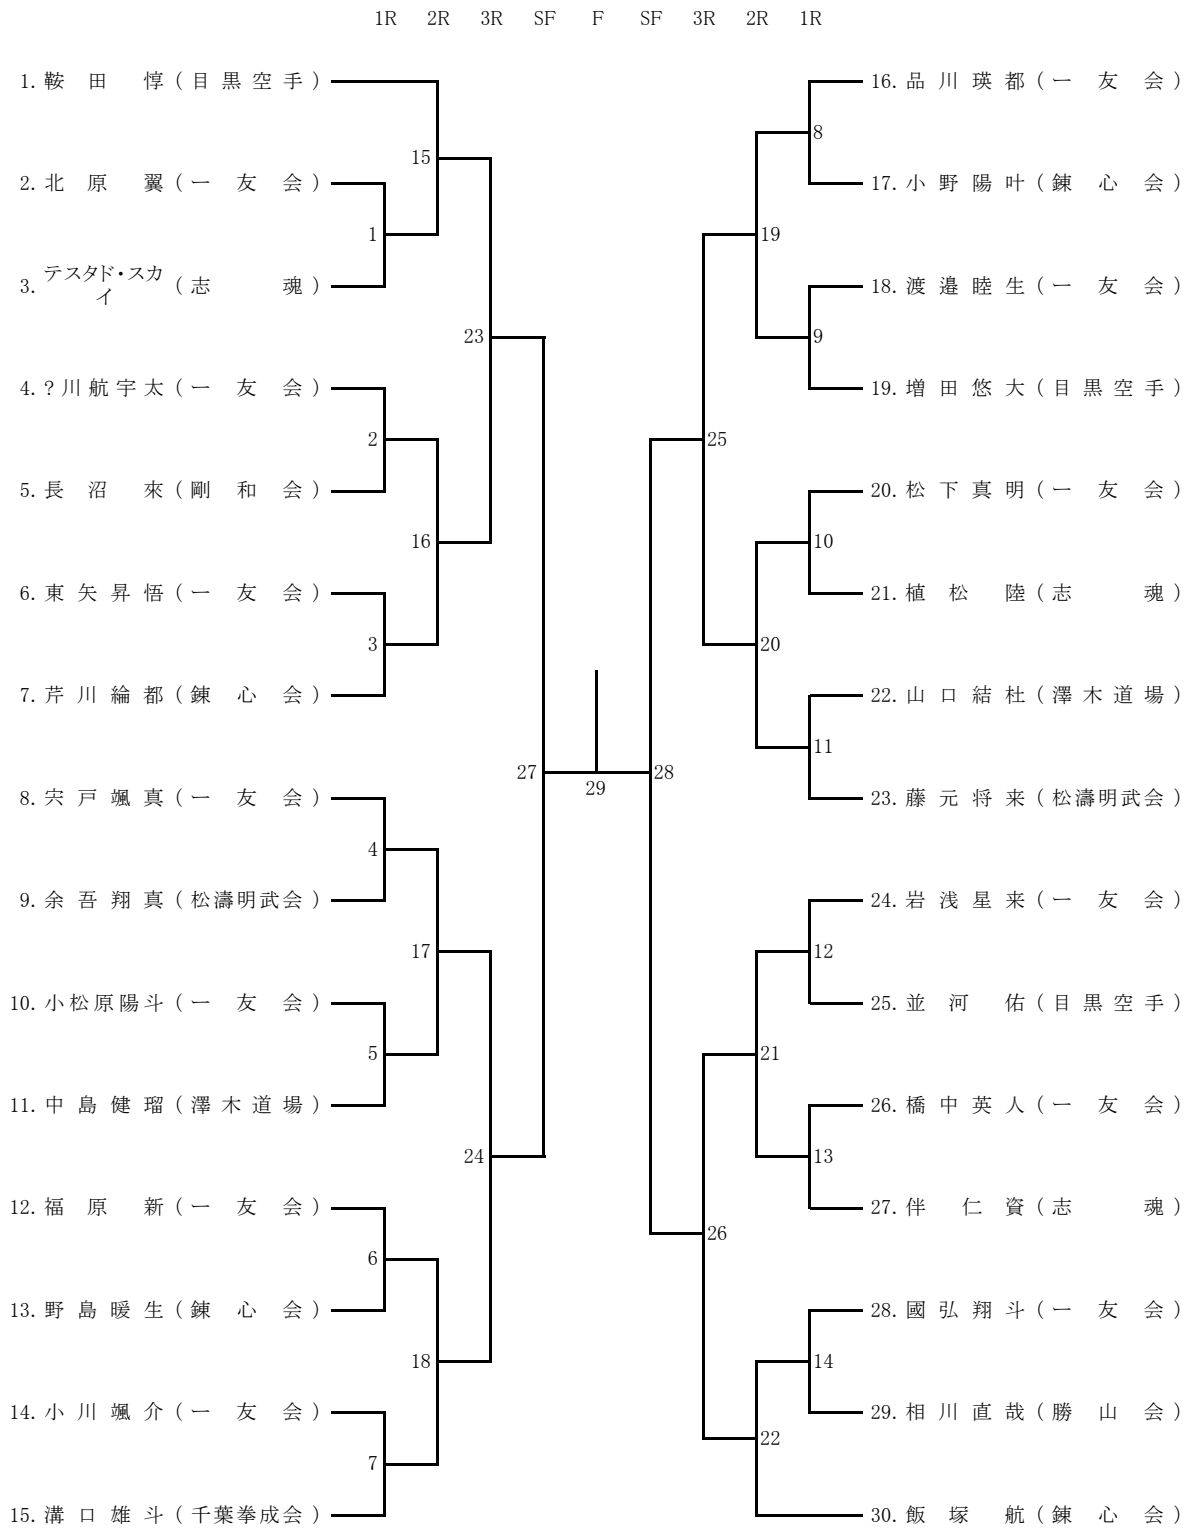 1R 2R 3R SF F SF 3R 2R 1R
1. 鞍田 惇 (目黒空手)
2. 北原 翼 (一友会)
3. テスタド・スカイ (志魂)
4. ?川航宇太 (一友会)
5. 長沼 來 (剛和会)
6. 東矢昇悟 (一友会)
7. 芹川綸都 (錬心会)
8. 宍戸颯真 (一友会)
9. 余吾翔真 (松濤明武会)
10. 小松原陽斗 (一友会)
11. 中島健瑠 (澤木道場)
12. 福原 新 (一友会)
13. 野島暖生 (錬心会)
14. 小川颯介 (一友会)
15. 溝口雄斗 (千葉拳成会)
1
2
3
4
5
6
7
15
16
17
18
23
24
27
29
28
25
26
19
20
21
22
8
9
10
11
12
13
14
16. 品川瑛都 (一友会)
17. 小野陽叶 (錬心会)
18. 渡邉睦生 (一友会)
19. 増田悠大 (目黒空手)
20. 松下真明 (一友会)
21. 植松 陸 (志魂)
22. 山口結杜 (澤木道場)
23. 藤元将来 (松濤明武会)
24. 岩浅星来 (一友会)
25. 並河 佑 (目黒空手)
26. 橋中英人 (一友会)
27. 伴 仁資 (志魂)
28. 國弘翔斗 (一友会)
29. 相川直哉 (勝山会)
30. 飯塚 航 (錬心会)